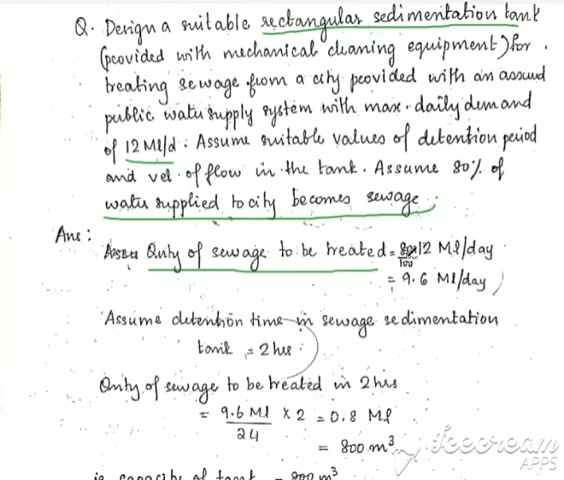 Q. Design a suitable rectangular sedimentation tank
(provided with mechanical cleaning equipment) for
treating sewage from a city provided with an assured
public water supply system with max. daily demand
of 12 Ml/d. Assume suitable values of detention period
and vel. of flow in the tank. Assume 80% of
water supplied to city becomes sewage.
Ans:
Qnty of sewage to be treated = 80/100 x 12 Ml/day
= 9.6 Ml/day
Assume detention time in sewage sedimentation
tank = 2 hrs.
Qnty. of sewage to be treated in 2 hrs
= 9.6 Ml / 24 × 2 = 0.8 Ml
= 800 m³
ie capacity of tank = 800 m³
Icecream
APPS